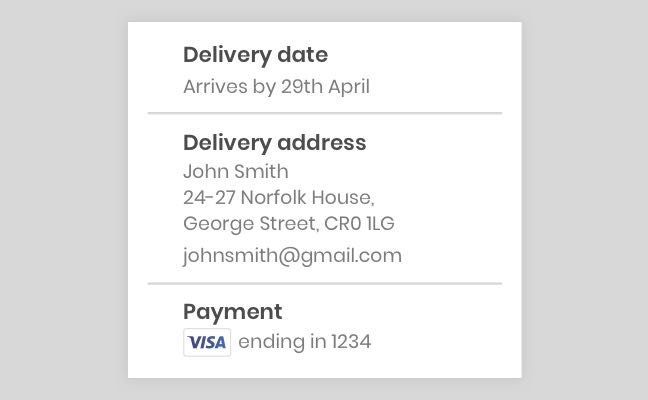 Delivery date
Arrives by 29th April
Delivery address
John Smith
24-27 Norfolk House,
George Street, CR0 1LG
johnsmith@gmail.com
Payment
VISA ending in 1234